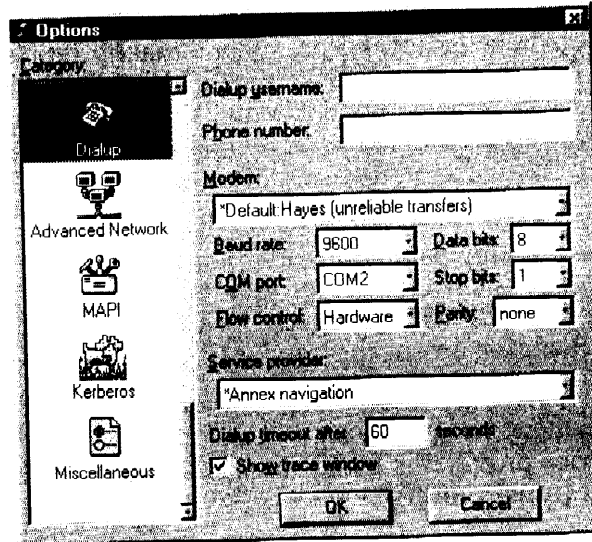 Options
Category
Dialup
Advanced Network
MAPI
Kerberos
Miscellaneous
Dialup username:
Phone number:
Modem:
*Default:Hayes (unreliable transfers)
Baud rate: 9600 Data bits: 8
COM port: COM2 Stop bits: 1
Flow control: Hardware Parity: none
Service provider:
*Annex navigation
Dialup timeout after: 60 seconds
Show trace window
OK Cancel